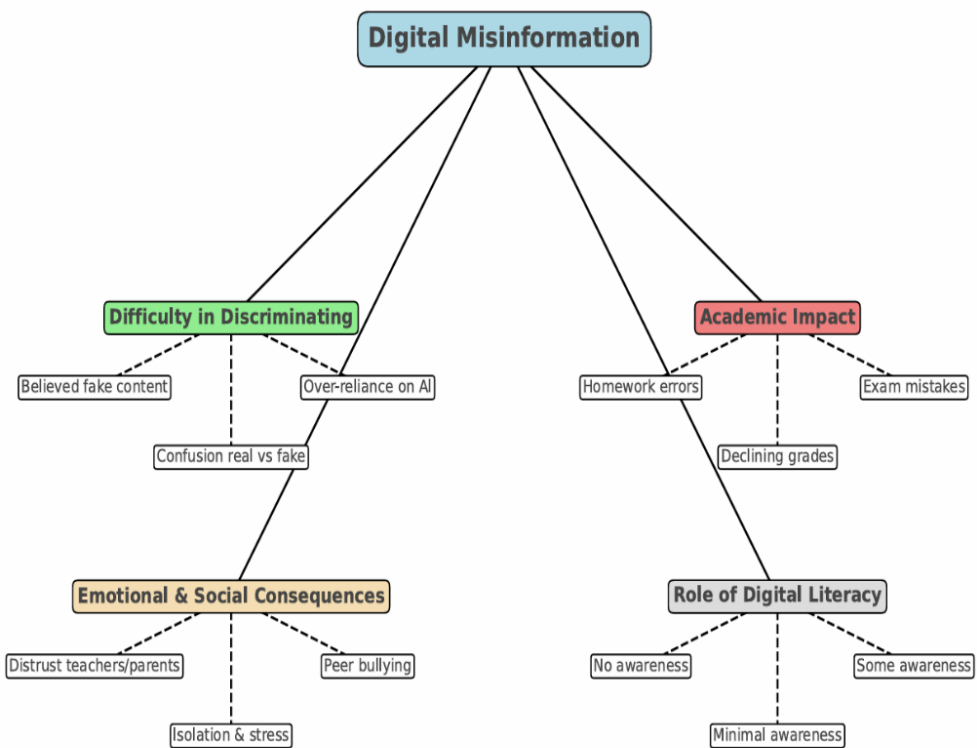 Digital Misinformation
Difficulty in Discriminating
Academic Impact
Believed fake content
Over-reliance on AI
Homework errors
Exam mistakes
Confusion real vs fake
Declining grades
Emotional & Social Consequences
Role of Digital Literacy
Distrust teachers/parents
Peer bullying
No awareness
Some awareness
Isolation & stress
Minimal awareness